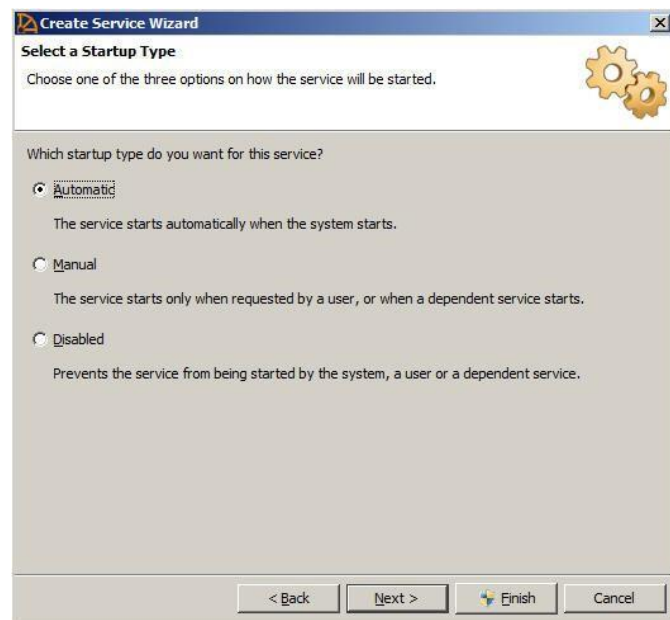 Create Service Wizard
Select a Startup Type
Choose one of the three options on how the service will be started.
Which startup type do you want for this service?
Automatic
The service starts automatically when the system starts.
Manual
The service starts only when requested by a user, or when a dependent service starts.
Disabled
Prevents the service from being started by the system, a user or a dependent service.
< Back Next > Finish Cancel